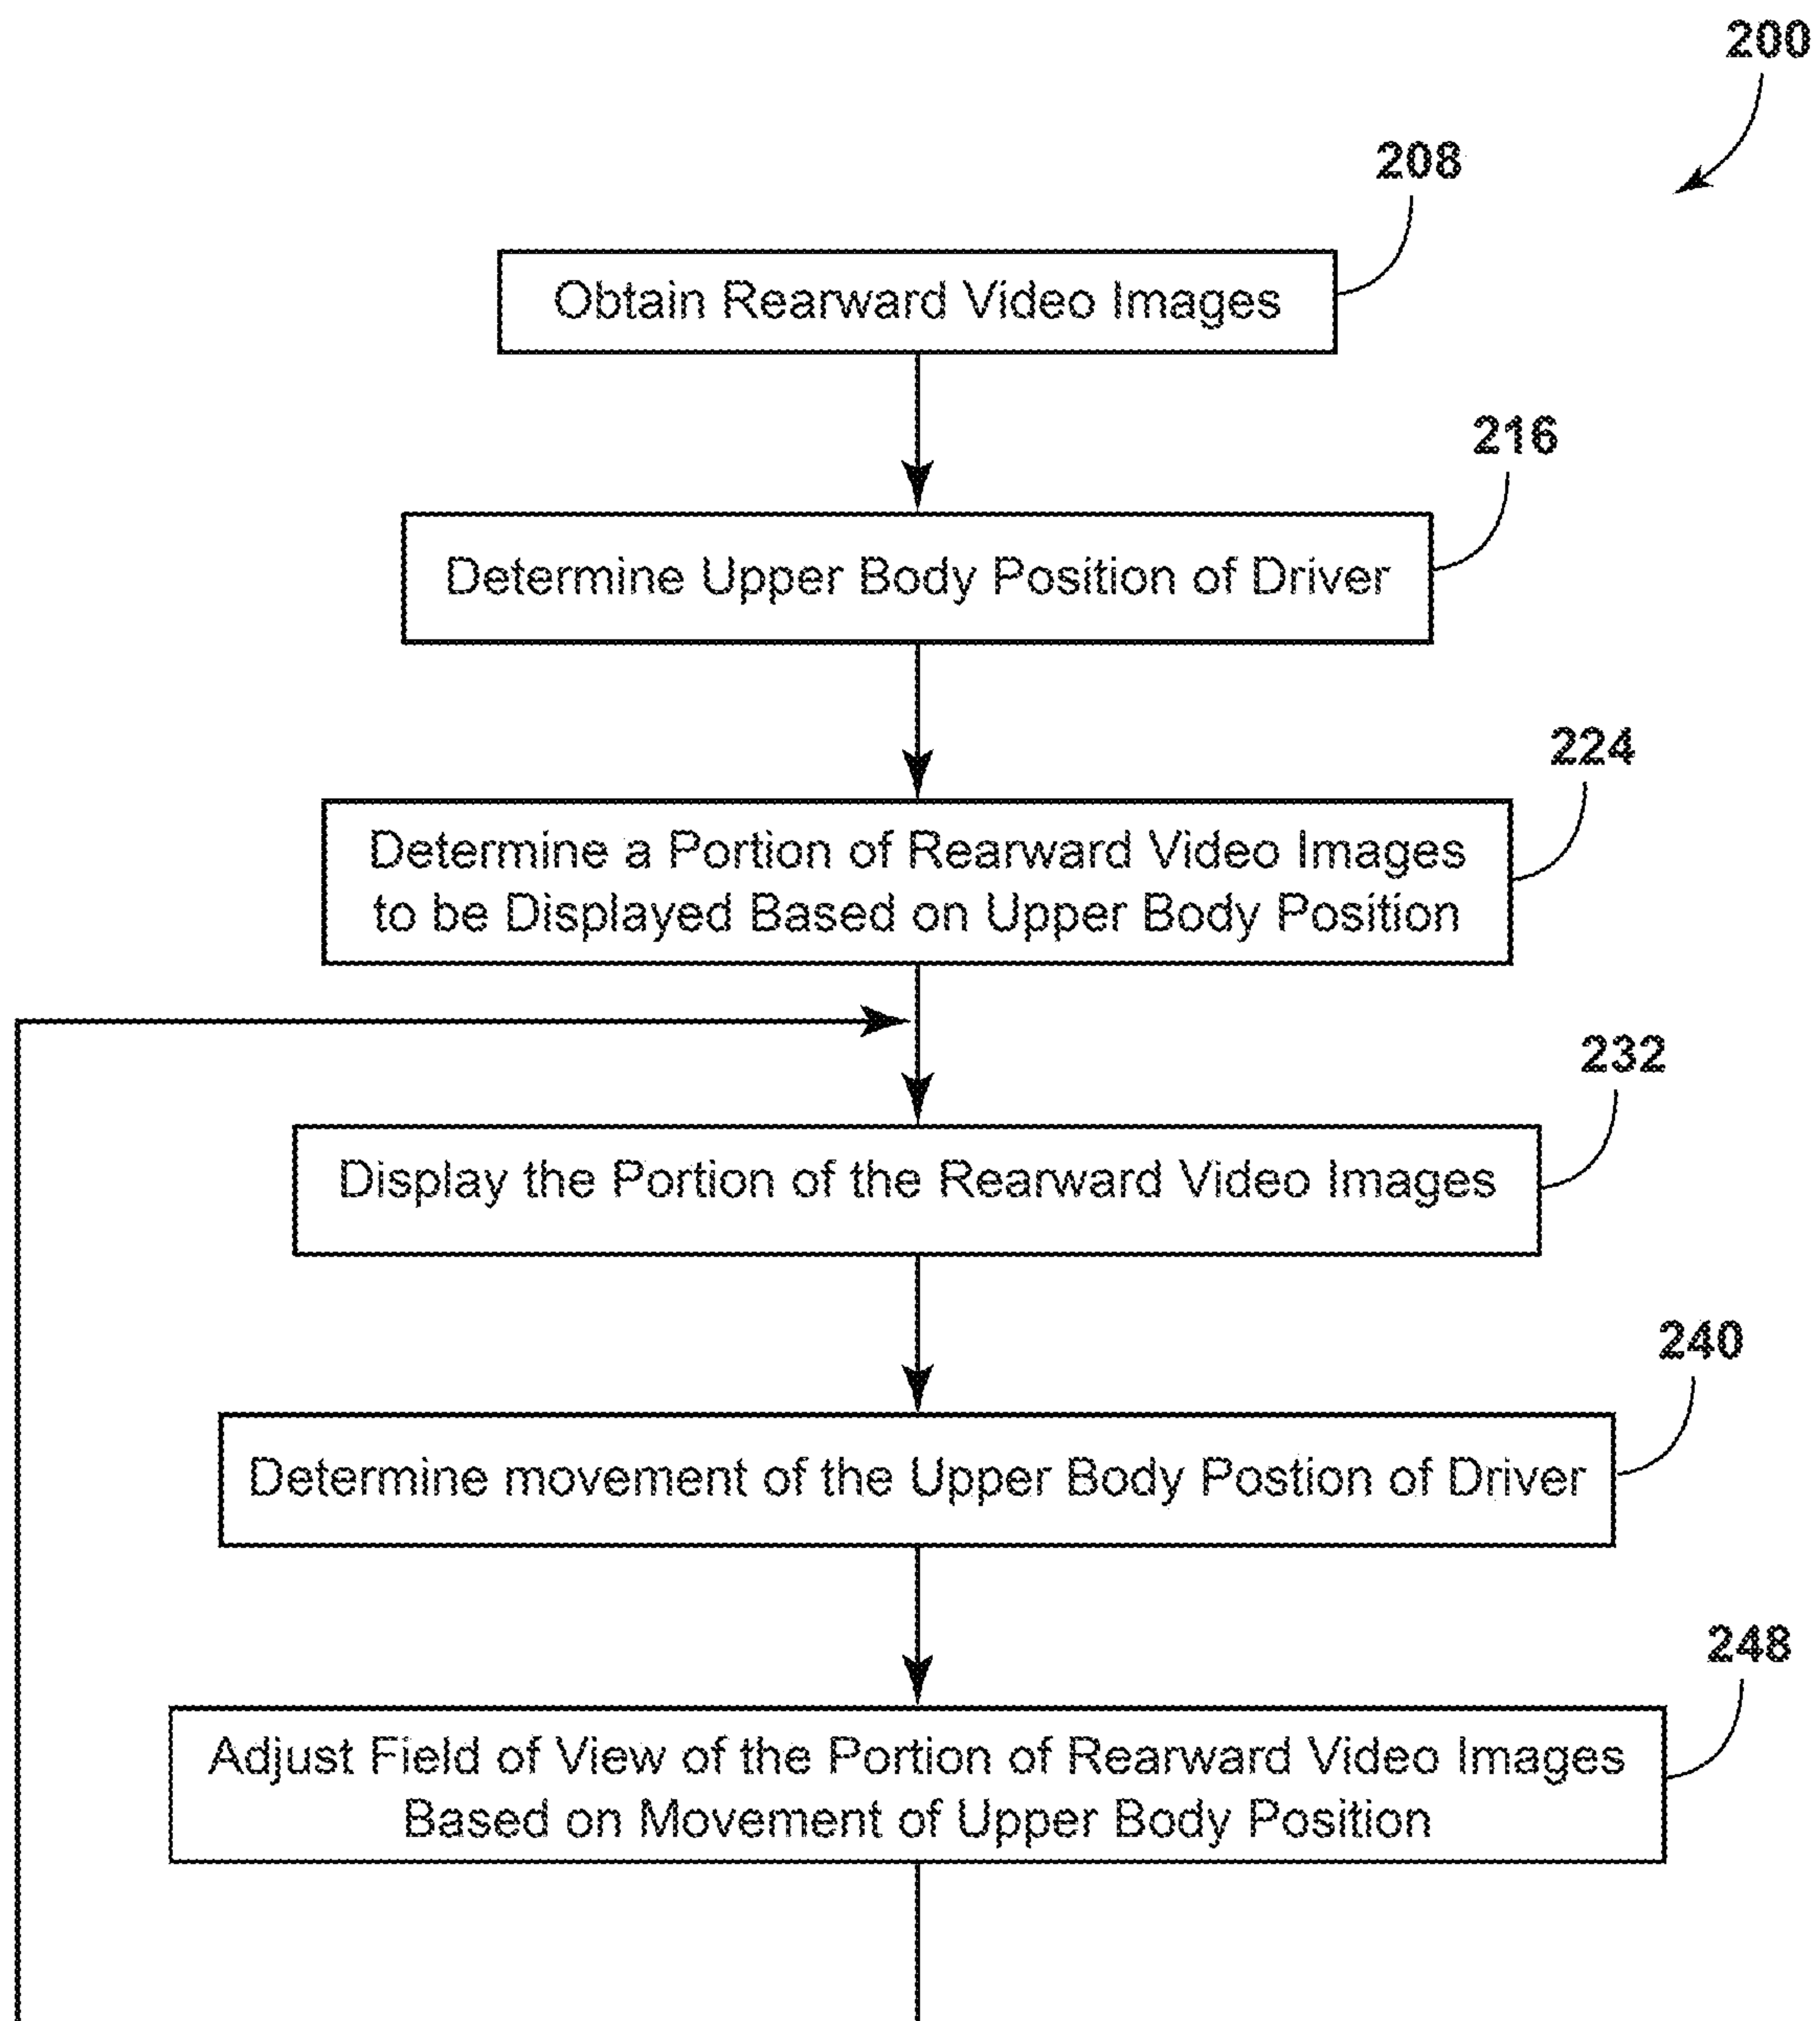 200
208
Obtain Rearward Video Images
216
Determine Upper Body Position of Driver
224
Determine a Portion of Rearward Video Images
to be Displayed Based on Upper Body Position
232
Display the Portion of the Rearward Video Images
240
Determine movement of the Upper Body Postion of Driver
248
Adjust Field of View of the Portion of Rearward Video Images
Based on Movement of Upper Body Position